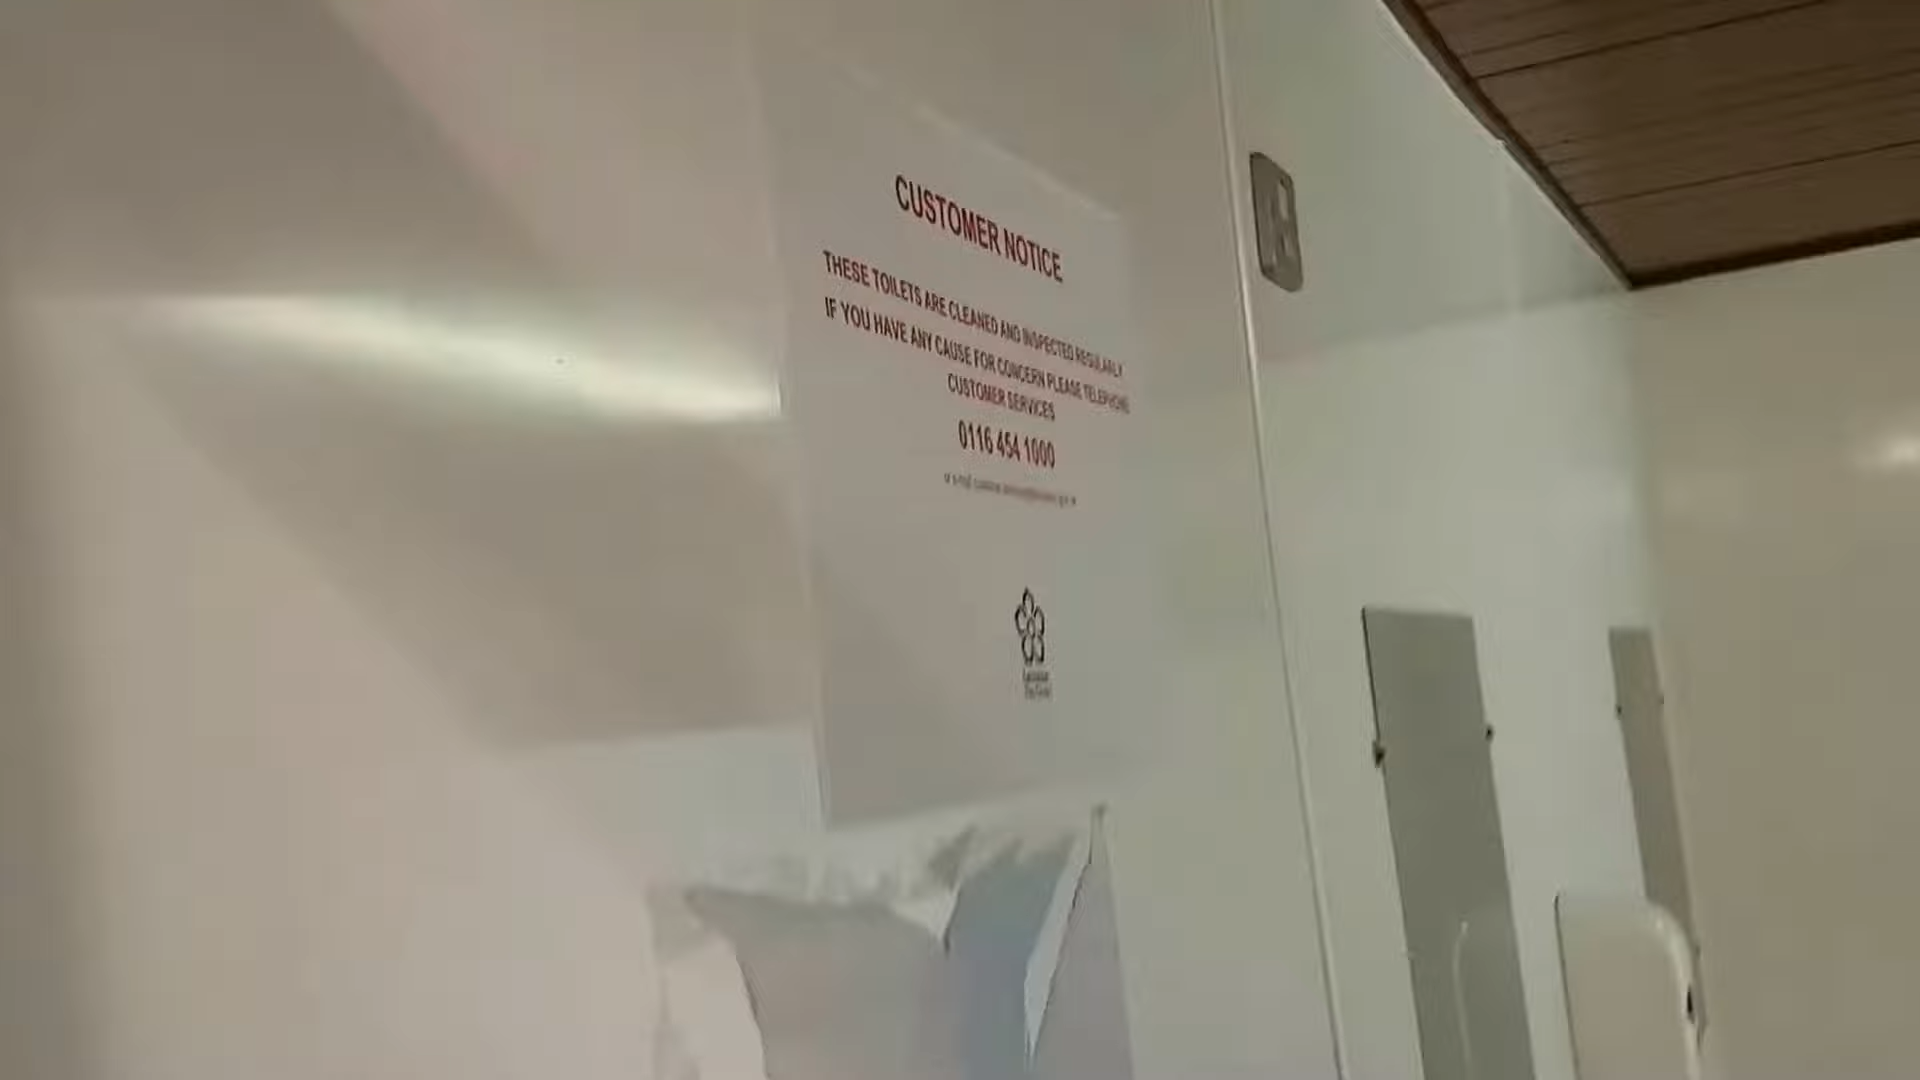 CUSTOMER NOTICE
THESE TOILETS ARE CLEANED AND INSPECTED REGULARLY
IF YOU HAVE ANY CAUSE FOR CONCERN PLEASE TELEPHONE
CUSTOMER SERVICES
0116 454 1000